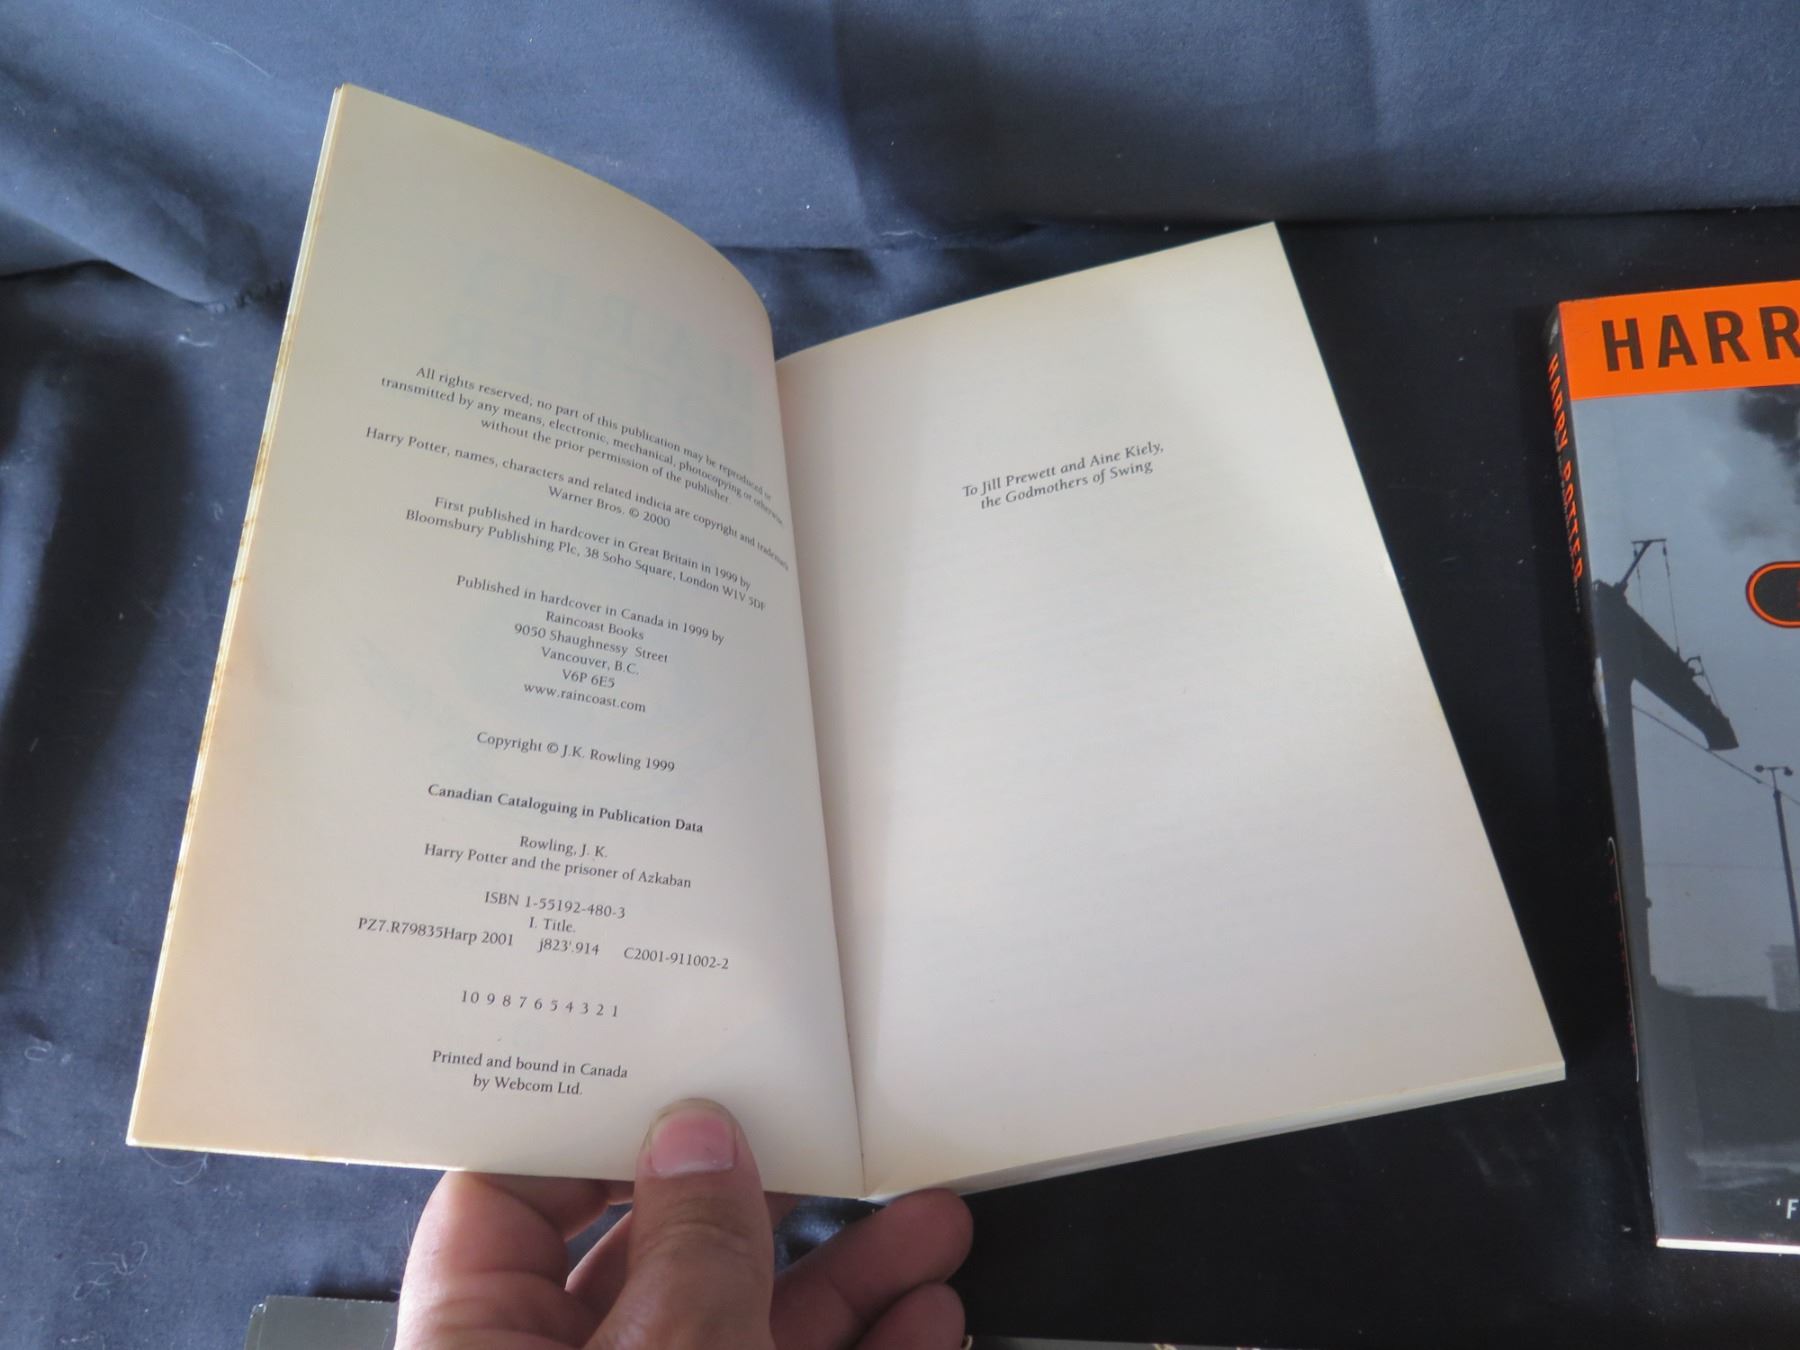 All rights reserved; no part of this publication may be reproduced or
transmitted by any means, electronic, mechanical, photocopying or otherwise
without the prior permission of the publisher.
Harry Potter, names, characters and related indicia are copyright and trademark
Warner Bros. © 2000
First published in hardcover in Great Britain in 1999 by
Bloomsbury Publishing Plc, 38 Soho Square, London W1V 5DF
Published in hardcover in Canada in 1999 by
Raincoast Books
9050 Shaughnessy Street
Vancouver, B.C.
V6P 6E5
www.raincoast.com
Copyright © J.K. Rowling 1999
Canadian Cataloguing in Publication Data
Rowling, J. K.
Harry Potter and the prisoner of Azkaban
ISBN 1-55192-480-3
I. Title.
PZ7.R79835Harp 2001 j823'.914 C2001-911002-2
10 9 8 7 6 5 4 3 2 1
Printed and bound in Canada
by Webcom Ltd.
To Jill Prewett and Aine Kiely,
the Godmothers of Swing
HARR
HARRY POTTER
'F